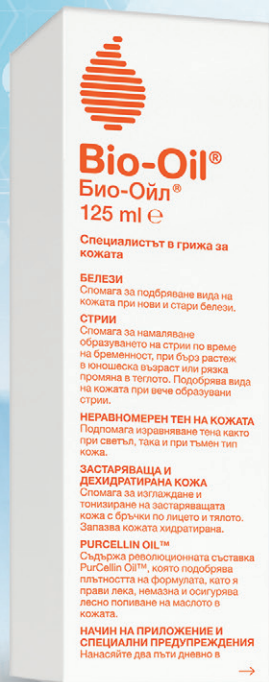 Bio-Oil®
Био-Ойл®
125 ml ℮
Специалистът в грижа за
кожата
БЕЛЕЗИ
Спомага за подбряване вида на
кожата при нови и стари белези.
СТРИИ
Спомага за намаляване
образуването на стрии по време
на бременност, при бърз растеж
в юношеска възраст или рязка
промяна в теглото. Подобрява вида
на кожата при вече образувани
стрии.
НЕРАВНОМЕРЕН ТЕН НА КОЖАТА
Подпомага изравняване тена както
при светъл, така и при тъмен тип
кожа.
ЗАСТАРЯВАЩА И
ДЕХИДРАТИРАНА КОЖА
Спомага за изглаждане и
тонизиране на застаряващата
кожа с бръчки по лицето и тялото.
Запазва кожата хидратирана.
PURCELLIN OIL™
Съдържа революционната съставка
PurCellin Oil™, която подобрява
плътността на формулата, като я
прави лека, немазна и осигурява
лесно попиване на маслото в
кожата.
НАЧИН НА ПРИЛОЖЕНИЕ И
СПЕЦИАЛНИ ПРЕДУПРЕЖДЕНИЯ
Нанасяйте два пъти дневно в